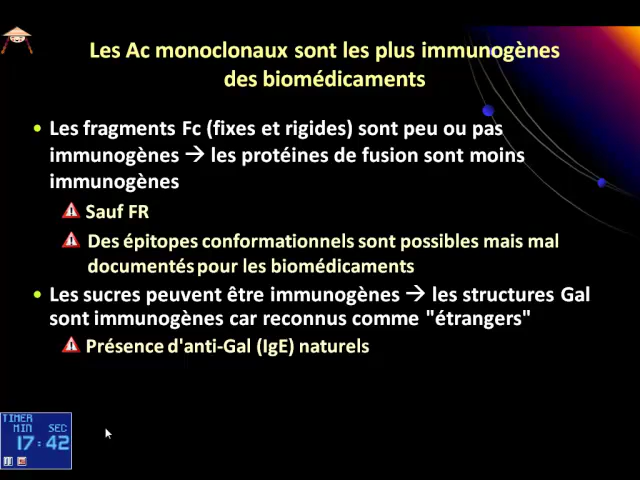 Les Ac monoclonaux sont les plus immunogènes
des biomédicaments
• Les fragments Fc (fixes et rigides) sont peu ou pas
immunogènes → les protéines de fusion sont moins
immunogènes
Sauf FR
Des épitopes conformationnels sont possibles mais mal
documentés pour les biomédicaments
• Les sucres peuvent être immunogènes → les structures Gal
sont immunogènes car reconnus comme "étrangers"
Présence d'anti-Gal (IgE) naturels
TIMER
MIN SEC
17:42